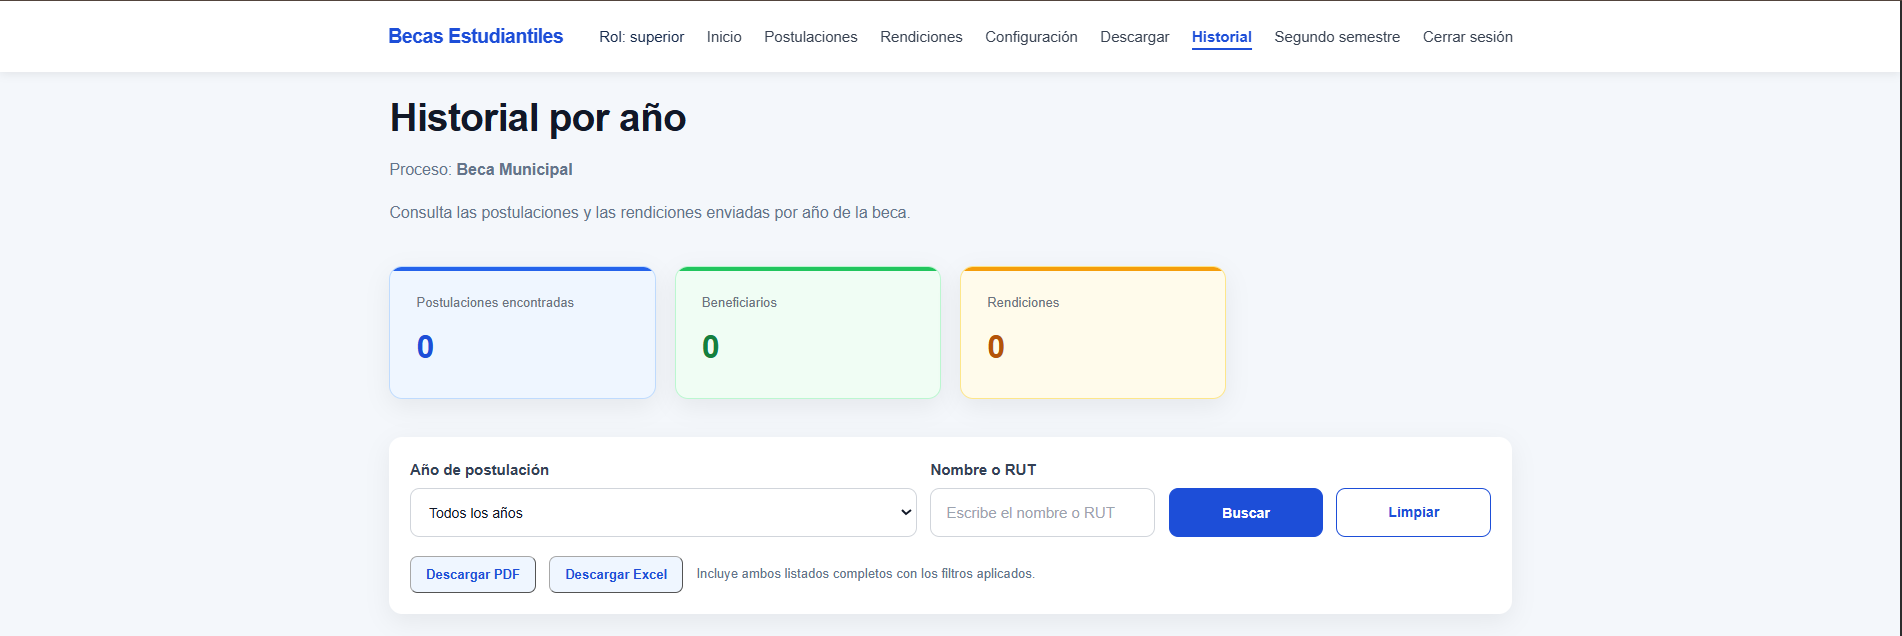 Becas Estudiantiles Rol: superior Inicio Postulaciones Rendiciones Configuración Descargar Historial Segundo semestre Cerrar sesión
Historial por año
Proceso: Beca Municipal
Consulta las postulaciones y las rendiciones enviadas por año de la beca.
Postulaciones encontradas
0
Beneficiarios
0
Rendiciones
0
Año de postulación
Todos los años
Nombre o RUT
Escribe el nombre o RUT
Buscar
Limpiar
Descargar PDF
Descargar Excel
Incluye ambos listados completos con los filtros aplicados.